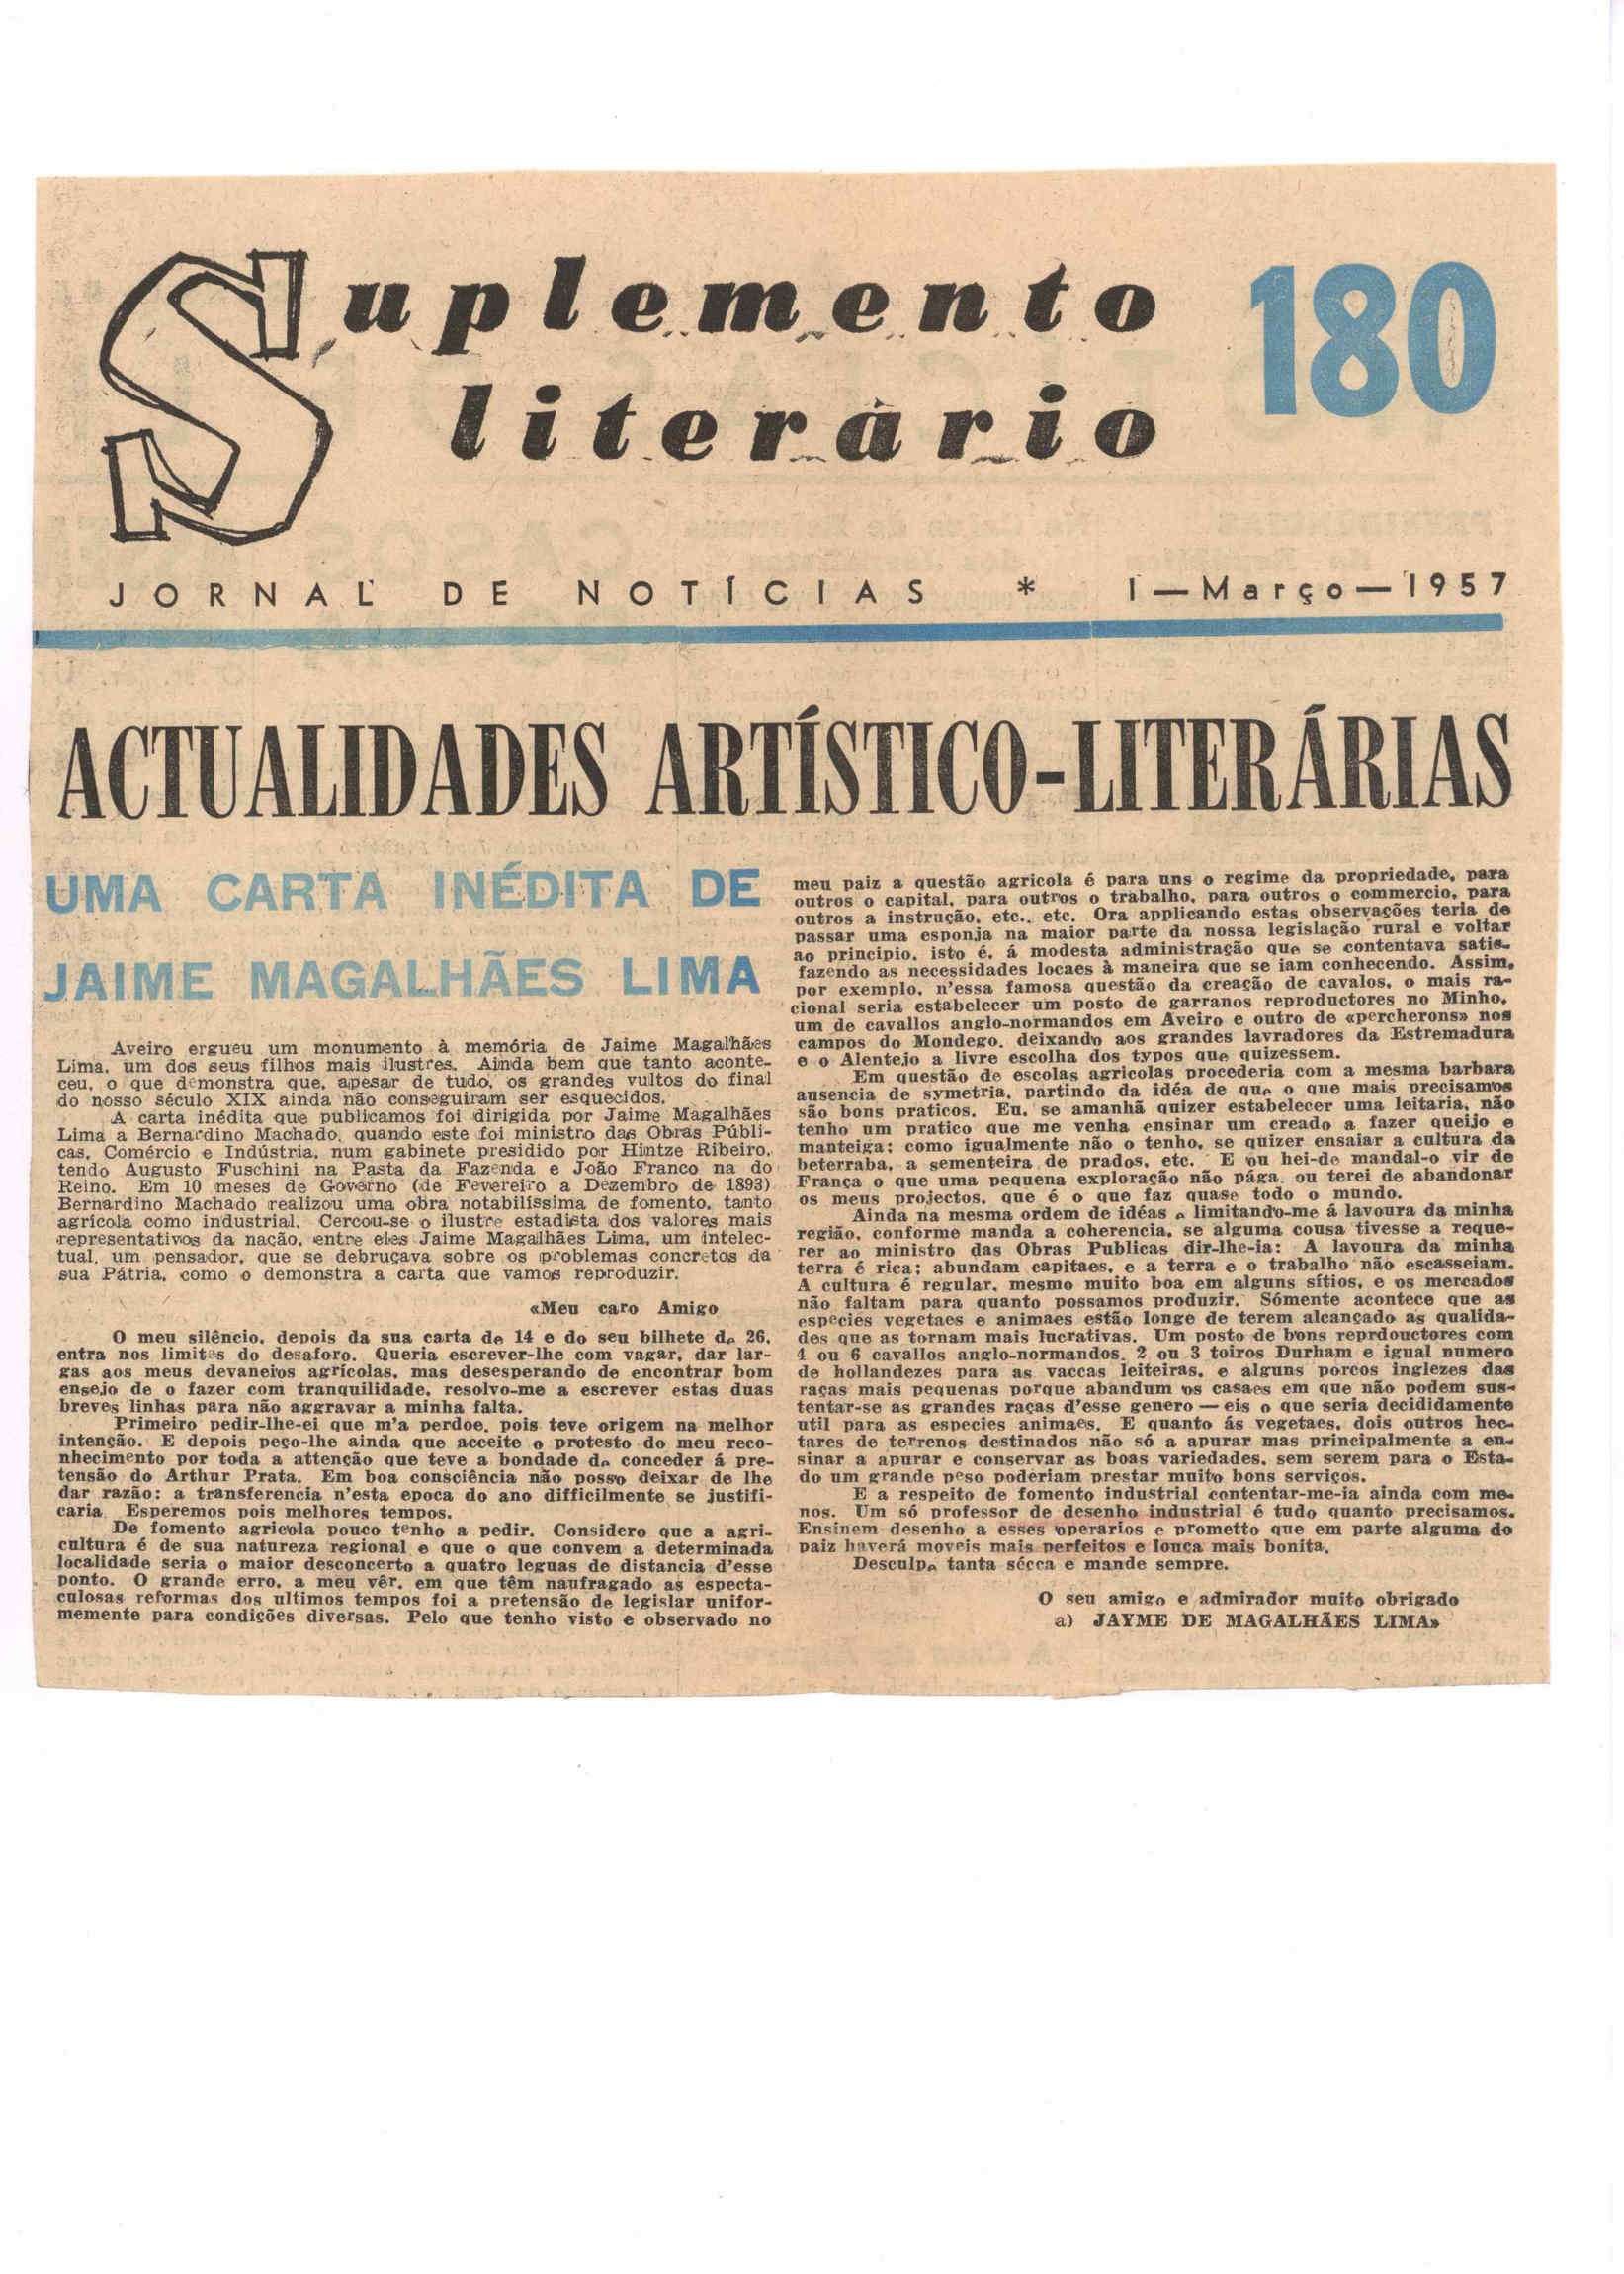 Suplemento 180
literário
JORNAL DE NOTÍCIAS * 1—Março—1957
ACTUALIDADES ARTÍSTICO-LITERÁRIAS
UMA CARTA INÉDITA DE
JAIME MAGALHÃES LIMA
Aveiro ergueu um monumento à memória de Jaime Magalhães
Lima, um dos seus filhos mais ilustres. Ainda bem que tanto aconte-
ceu, o que demonstra que, apesar de tudo, os grandes vultos do final
do nosso século XIX ainda não conseguiram ser esquecidos.
A carta inédita que publicamos foi dirigida por Jaime Magalhães
Lima a Bernardino Machado, quando este foi ministro das Obras Públi-
cas, Comércio e Indústria, num gabinete presidido por Hintze Ribeiro,
tendo Augusto Fuschini na Pasta da Fazenda e João Franco na do
Reino. Em 10 meses de Governo (de Fevereiro a Dezembro de 1893)
Bernardino Machado realizou uma obra notabilíssima de fomento, tanto
agrícola como industrial. Cercou-se o ilustre estadista dos valores mais
representativos da nação, entre eles Jaime Magalhães Lima, um intelec-
tual, um pensador, que se debruçava sobre os problemas concretos da
sua Pátria, como o demonstra a carta que vamos reproduzir.
«Meu caro Amigo
O meu silêncio, depois da sua carta de 14 e do seu bilhete de 26,
entra nos limites do desaforo. Queria escrever-lhe com vagar, dar lar-
gas aos meus devaneios agrícolas, mas desesperando de encontrar bom
ensejo de o fazer com tranquilidade, resolvo-me a escrever estas duas
breves linhas para não aggravar a minha falta.
Primeiro pedir-lhe-ei que m'a perdoe, pois teve origem na melhor
intenção. E depois peço-lhe ainda que acceite o protesto do meu reco-
nhecimento por toda a attenção que teve a bondade de conceder á pre-
tensão do Arthur Prata. Em boa consciência não posso deixar de lhe
dar razão: a transferencia n'esta epoca do ano difficilmente se justifi-
caria. Esperemos pois melhores tempos.
De fomento agricola pouco tenho a pedir. Considero que a agri-
cultura é de sua natureza regional e que o que convem a determinada
localidade seria o maior desconcerto a quatro leguas de distancia d'esse
ponto. O grande erro, a meu vêr, em que têm naufragado as especta-
culosas reformas dos ultimos tempos foi a pretensão de legislar unifor-
memente para condições diversas. Pelo que tenho visto e observado no
meu paiz a questão agricola é para uns o regime da propriedade, para
outros o capital, para outros o trabalho, para outros o commercio, para
outros a instrução, etc., etc. Ora applicando estas observações teria de
passar uma esponja na maior parte da nossa legislação rural e voltar
ao principio, isto é, á modesta administração que se contentava satis-
fazendo as necessidades locaes à maneira que se iam conhecendo. Assim,
por exemplo, n'essa famosa questão da creação de cavalos, o mais ra-
cional seria estabelecer um posto de garranos reproductores no Minho,
um de cavallos anglo-normandos em Aveiro e outro de «percherons» nos
campos do Mondego, deixando aos grandes lavradores da Estremadura
e o Alentejo a livre escolha dos typos que quizessem.
Em questão de escolas agricolas procederia com a mesma barbara
ausencia de symetria, partindo da idéa de que o que mais precisamos
são bons praticos. Eu, se amanhã quizer estabelecer uma leitaria, não
tenho um pratico que me venha ensinar um creado a fazer queijo e
manteiga; como igualmente não o tenho, se quizer ensaiar a cultura da
beterraba, a sementeira de prados, etc. E ou hei-de mandal-o vir de
França o que uma pequena exploração não pága, ou terei de abandonar
os meus projectos, que é o que faz quase todo o mundo.
Ainda na mesma ordem de idéas e limitando-me á lavoura da minha
região, conforme manda a coherencia, se alguma cousa tivesse a reque-
rer ao ministro das Obras Publicas dir-lhe-ia: A lavoura da minha
terra é rica; abundam capitaes, e a terra e o trabalho não escasseiam.
A cultura é regular, mesmo muito boa em alguns sítios, e os mercados
não faltam para quanto possamos produzir. Sómente acontece que as
especies vegetaes e animaes estão longe de terem alcançado as qualida-
des que as tornam mais lucrativas. Um posto de bons reprdouctores com
4 ou 6 cavallos anglo-normandos, 2 ou 3 toiros Durham e igual numero
de hollandezes para as vaccas leiteiras, e alguns porcos inglezes das
raças mais pequenas porque abandum os casaes em que não podem sus-
tentar-se as grandes raças d'esse genero — eis o que seria decididamente
util para as especies animaes. E quanto ás vegetaes, dois outros hec-
tares de terrenos destinados não só a apurar mas principalmente a en-
sinar a apurar e conservar as boas variedades, sem serem para o Esta-
do um grande peso poderiam prestar muito bons serviços.
E a respeito de fomento industrial contentar-me-ia ainda com me-
nos. Um só professor de desenho industrial é tudo quanto precisamos.
Ensinem desenho a esses operarios e prometto que em parte alguma do
paiz haverá moveis mais perfeitos e louça mais bonita.
Desculpe tanta sécca e mande sempre.
O seu amigo e admirador muito obrigado
a) JAYME DE MAGALHÃES LIMA»